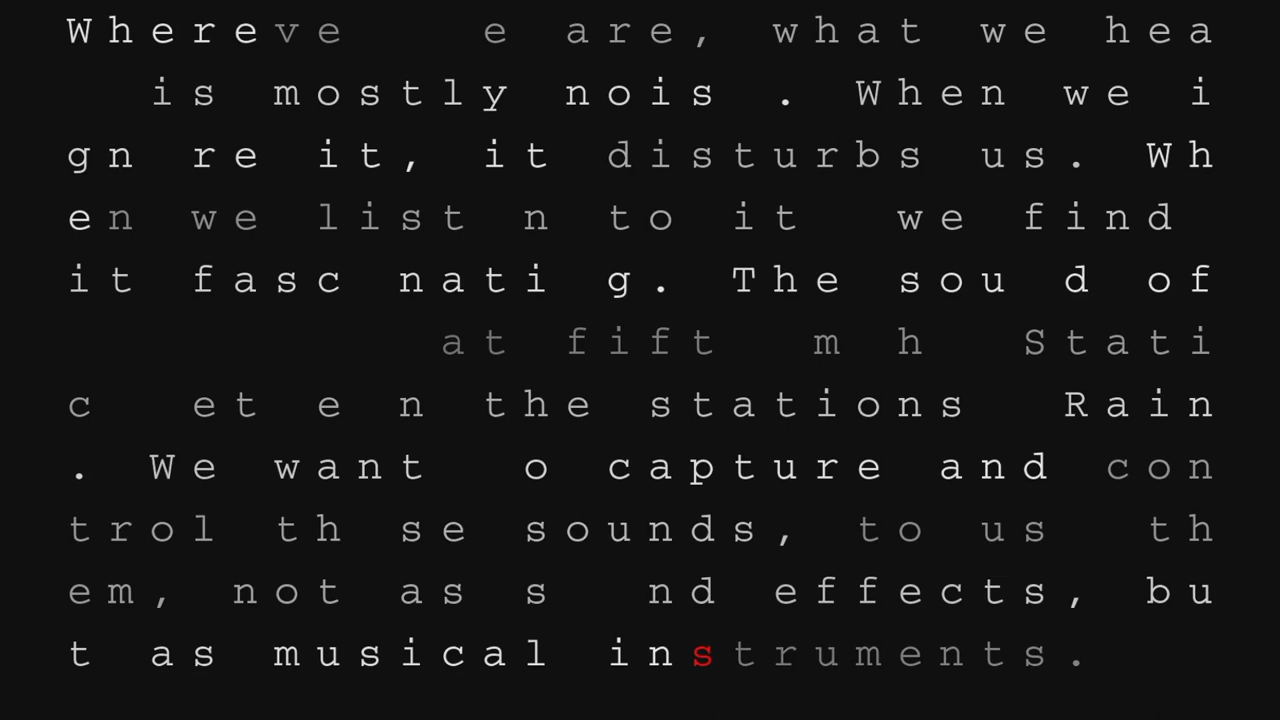 Whereve   e are, what we hea
  is mostly nois . When we i
gn re it, it disturbs us. Wh
en we list n to it  we find
it fasc nati g. The sou d of
         at fift  m h  Stati
c  et e n the stations  Rain
. We want  o capture and con
trol th se sounds, to us  th
em, not as s  nd effects, bu
t as musical instruments.